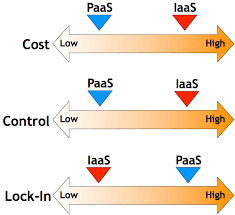 PaaS IaaS
Cost Low High
PaaS IaaS
Control Low High
IaaS PaaS
Lock-In Low High